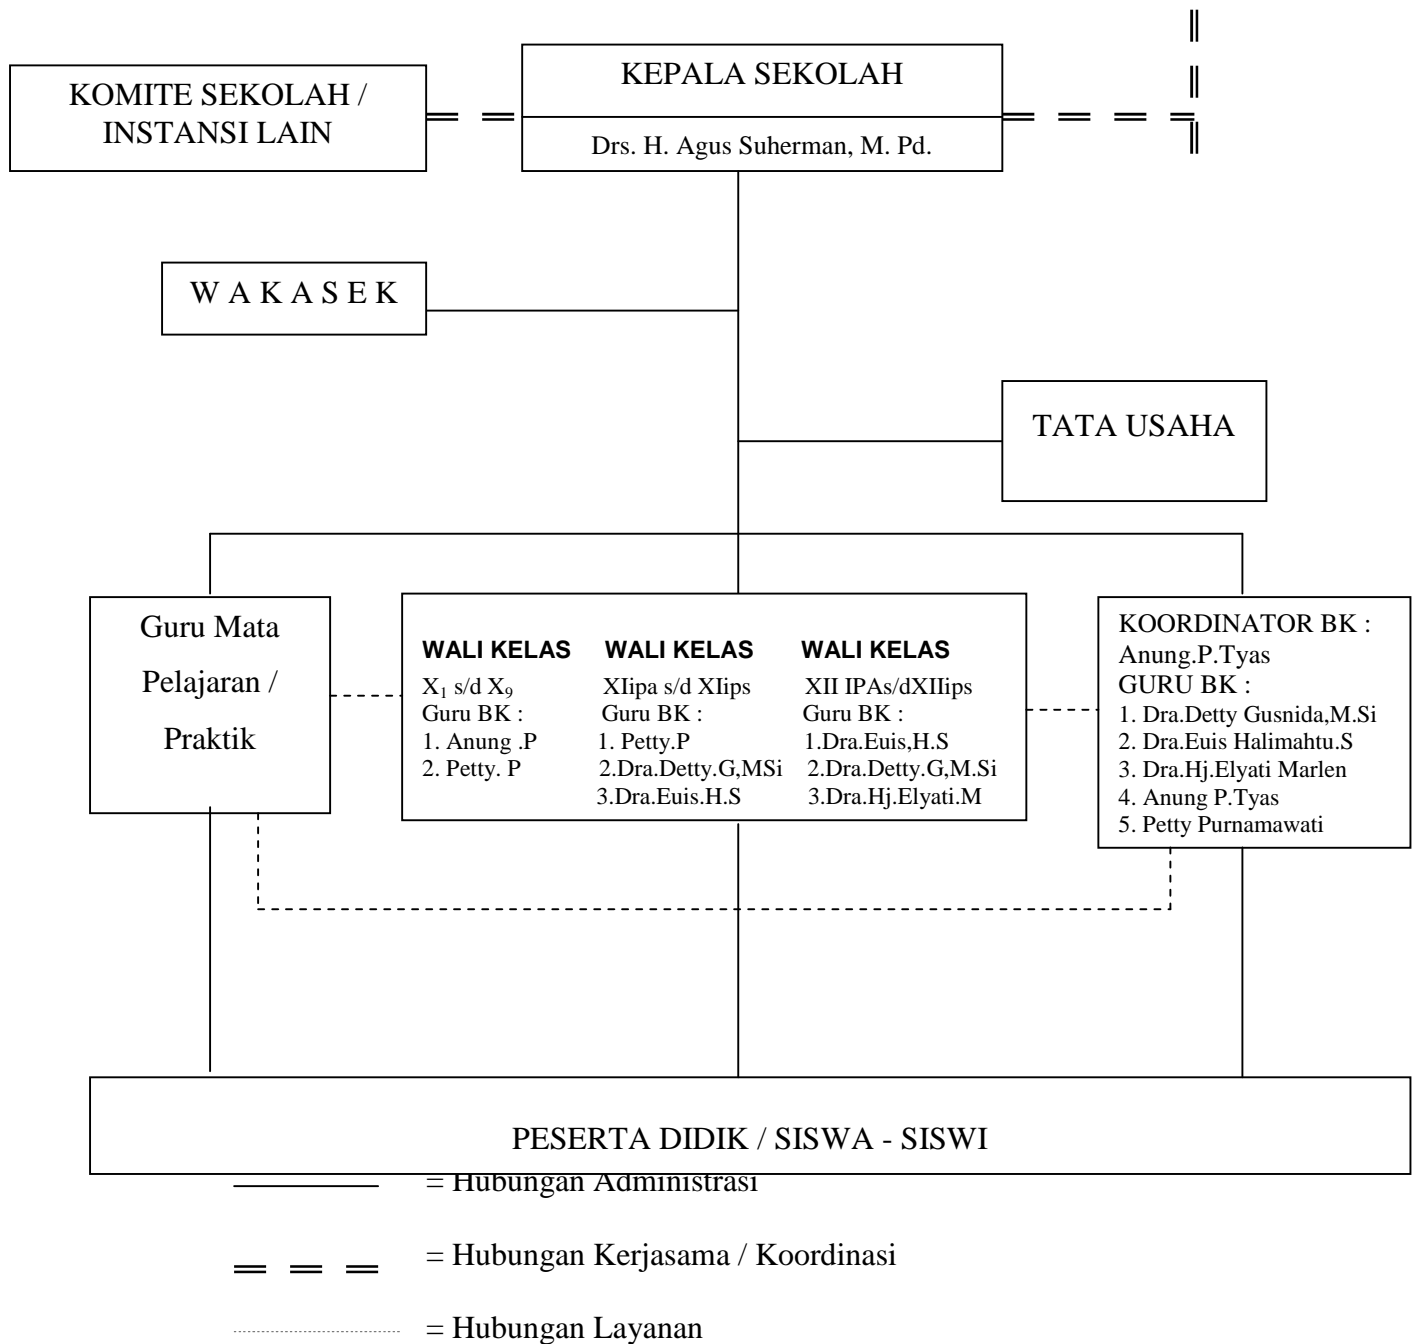 KOMITE SEKOLAH /
INSTANSI LAIN
KEPALA SEKOLAH
Drs. H. Agus Suherman, M. Pd.
W A K A S E K
TATA USAHA
Guru Mata
Pelajaran /
Praktik
WALI KELAS
X₁ s/d X₉
Guru BK :
1. Anung .P
2. Petty. P
WALI KELAS
XIipa s/d XIips
Guru BK :
1. Petty.P
2.Dra.Detty.G,MSi
3.Dra.Euis.H.S
WALI KELAS
XII IPAs/dXIIips
Guru BK :
1.Dra.Euis,H.S
2.Dra.Detty.G,M.Si
3.Dra.Hj.Elyati.M
KOORDINATOR BK :
Anung.P.Tyas
GURU BK :
1. Dra.Detty Gusnida,M.Si
2. Dra.Euis Halimahtu.S
3. Dra.Hj.Elyati Marlen
4. Anung P.Tyas
5. Petty Purnamawati
PESERTA DIDIK / SISWA - SISWI
= Hubungan Administrasi
= Hubungan Kerjasama / Koordinasi
= Hubungan Layanan